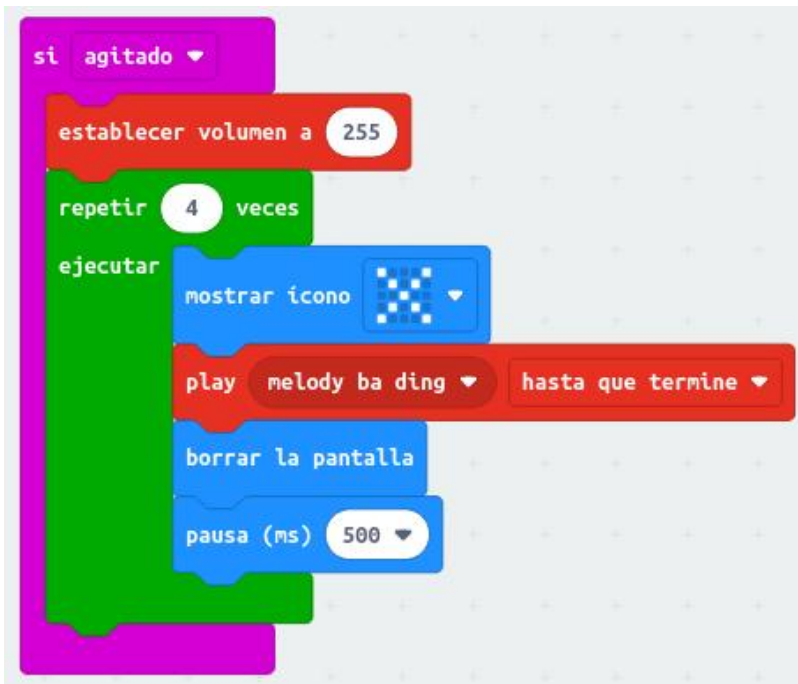 si agitado
establecer volumen a 255
repetir 4 veces
ejecutar
mostrar ícono
play melody ba ding hasta que termine
borrar la pantalla
pausa (ms) 500